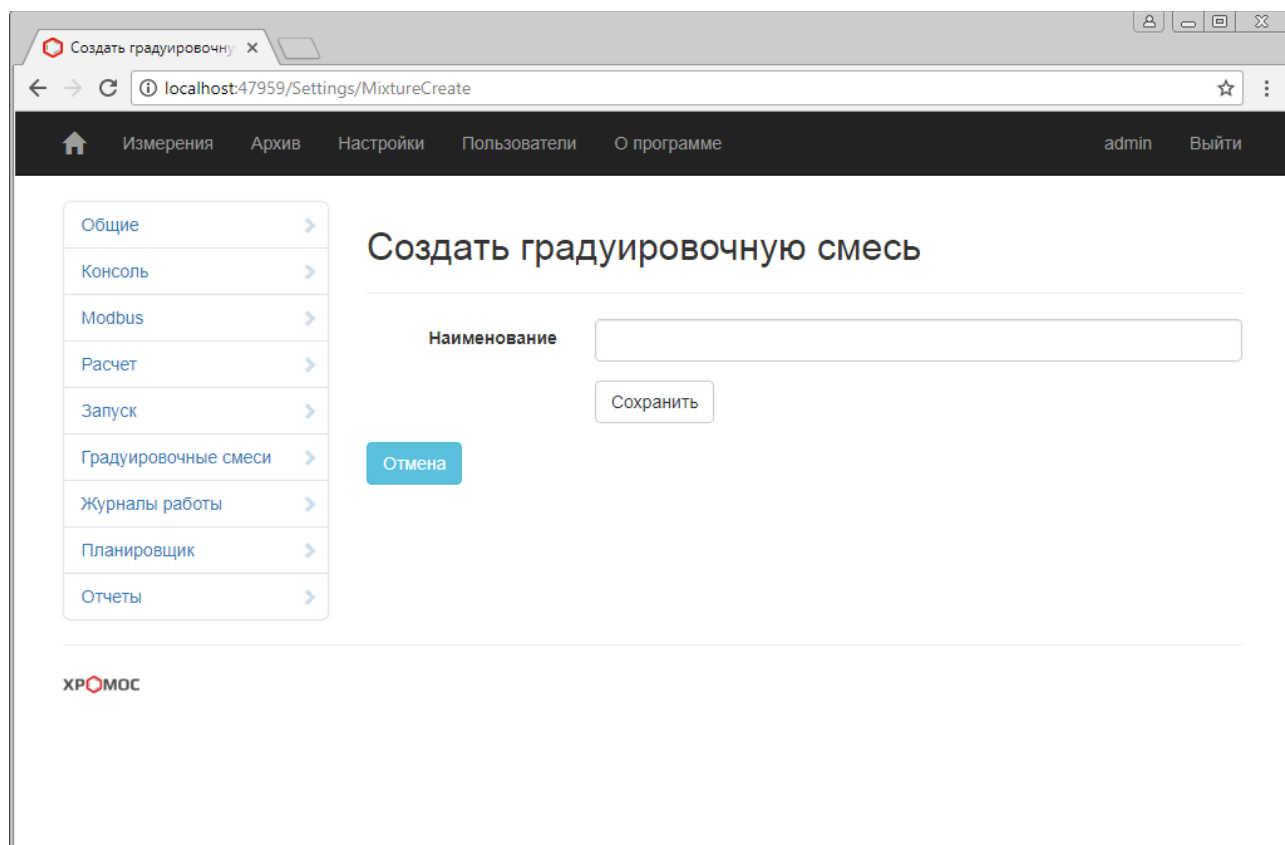 Создать градуировочну
localhost:47959/Settings/MixtureCreate
Измерения Архив Настройки Пользователи О программе admin Выйти
Общие
Консоль
Modbus
Расчет
Запуск
Градуировочные смеси
Журналы работы
Планировщик
Отчеты
Создать градуировочную смесь
Наименование
Сохранить
Отмена
ХРОМОС